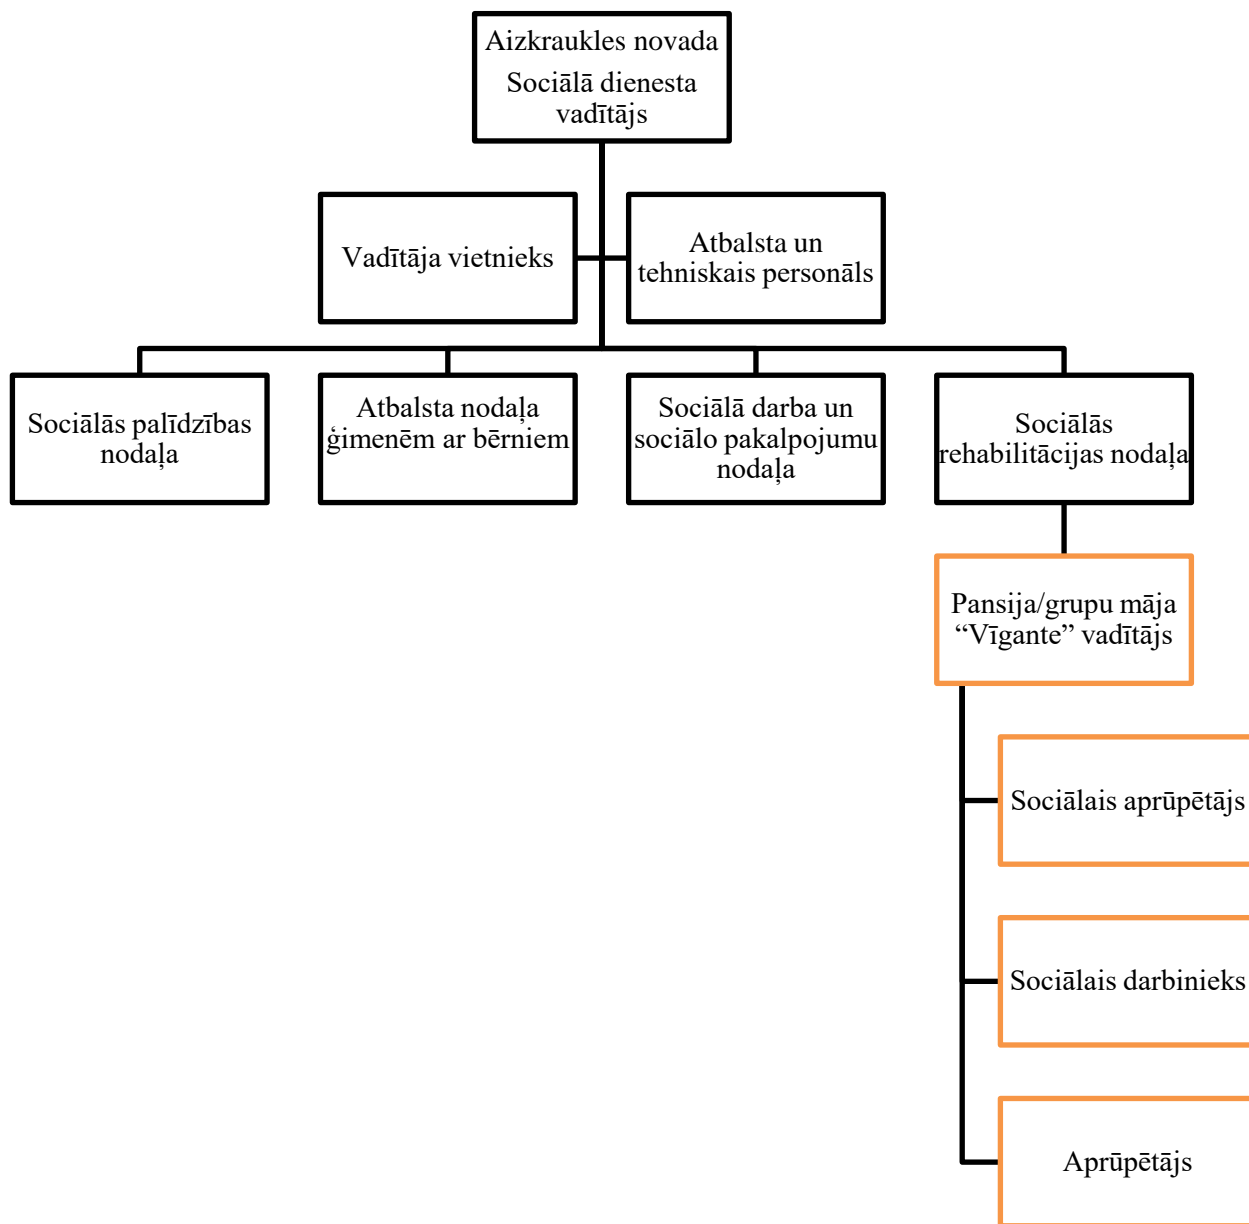 Aizkraukles novada
Sociālā dienesta
vadītājs
Vadītāja vietnieks
Atbalsta un
tehniskais personāls
Sociālās palīdzības
nodaļa
Atbalsta nodaļa
ģimenēm ar bērniem
Sociālā darba un
sociālo pakalpojumu
nodaļa
Sociālās
rehabilitācijas nodaļa
Pansija/grupu māja
“Vīgante” vadītājs
Sociālais aprūpētājs
Sociālais darbinieks
Aprūpētājs